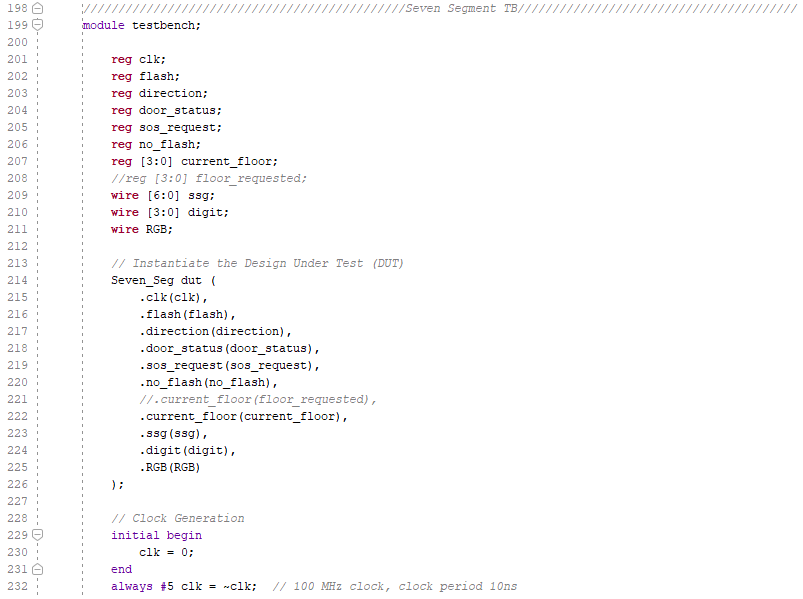 198 //////////////////////////////////////////////Seven Segment TB////////////////////////////////////////
199 module testbench;
200
201 reg clk;
202 reg flash;
203 reg direction;
204 reg door_status;
205 reg sos_request;
206 reg no_flash;
207 reg [3:0] current_floor;
208 //reg [3:0] floor_requested;
209 wire [6:0] ssg;
210 wire [3:0] digit;
211 wire RGB;
212
213 // Instantiate the Design Under Test (DUT)
214 Seven_Seg dut (
215 .clk(clk),
216 .flash(flash),
217 .direction(direction),
218 .door_status(door_status),
219 .sos_request(sos_request),
220 .no_flash(no_flash),
221 //.current_floor(floor_requested),
222 .current_floor(current_floor),
223 .ssg(ssg),
224 .digit(digit),
225 .RGB(RGB)
226 );
227
228 // Clock Generation
229 initial begin
230 clk = 0;
231 end
232 always #5 clk = ~clk; // 100 MHz clock, clock period 10ns